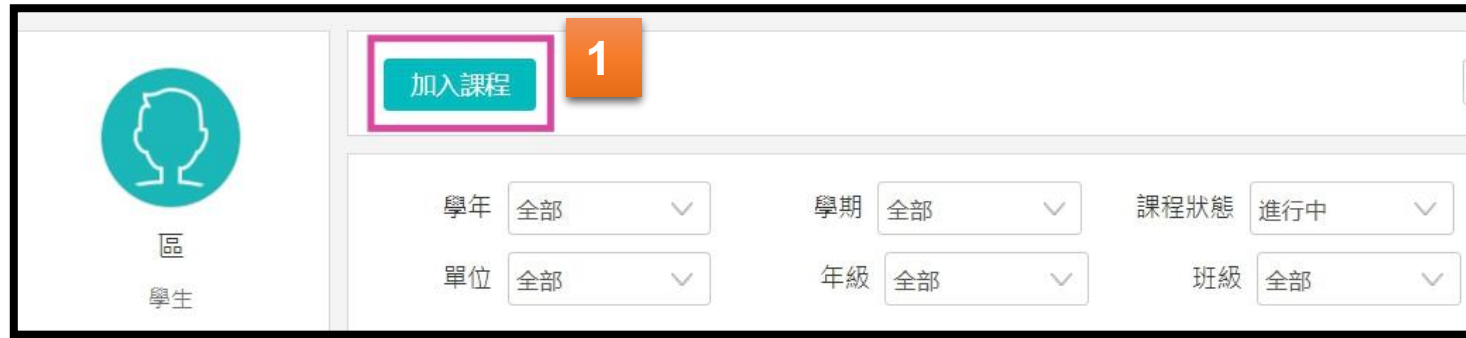 加入課程
1
學年 全部 學期 全部 課程狀態 進行中
單位 全部 年級 全部 班級 全部
區
學生